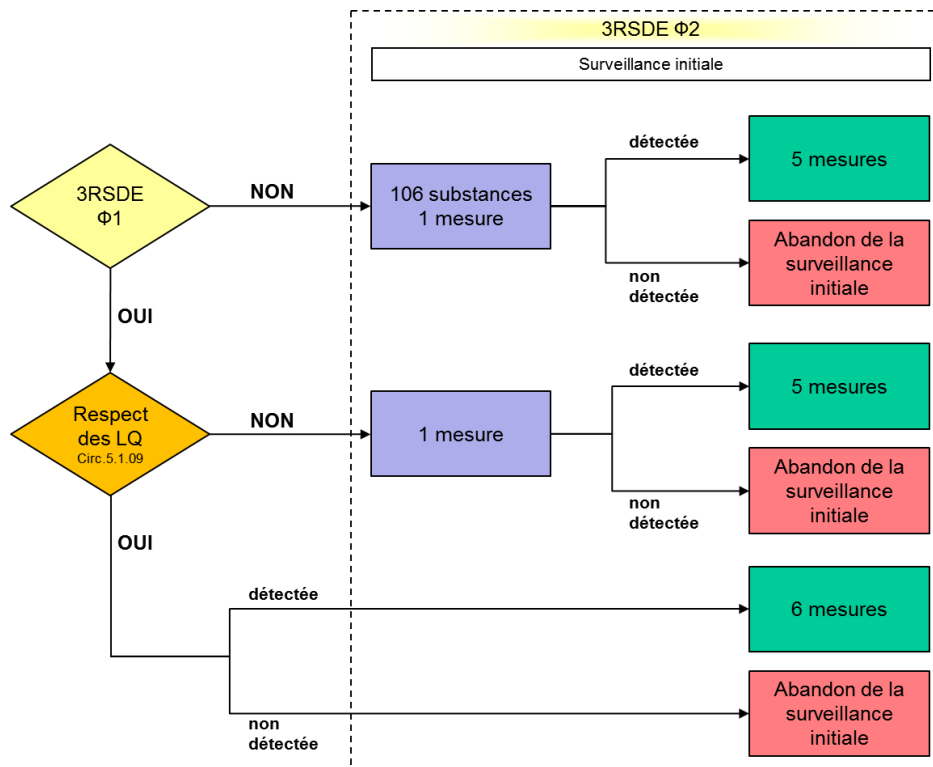 3RSDE Φ2
Surveillance initiale
3RSDE
Φ1
NON
106 substances
1 mesure
détectée
5 mesures
non
détectée
Abandon de la
surveillance
initiale
OUI
Respect
des LQ
Circ.5.1.09
NON
1 mesure
détectée
5 mesures
non
détectée
Abandon de la
surveillance
initiale
OUI
détectée
6 mesures
non
détectée
Abandon de la
surveillance
initiale